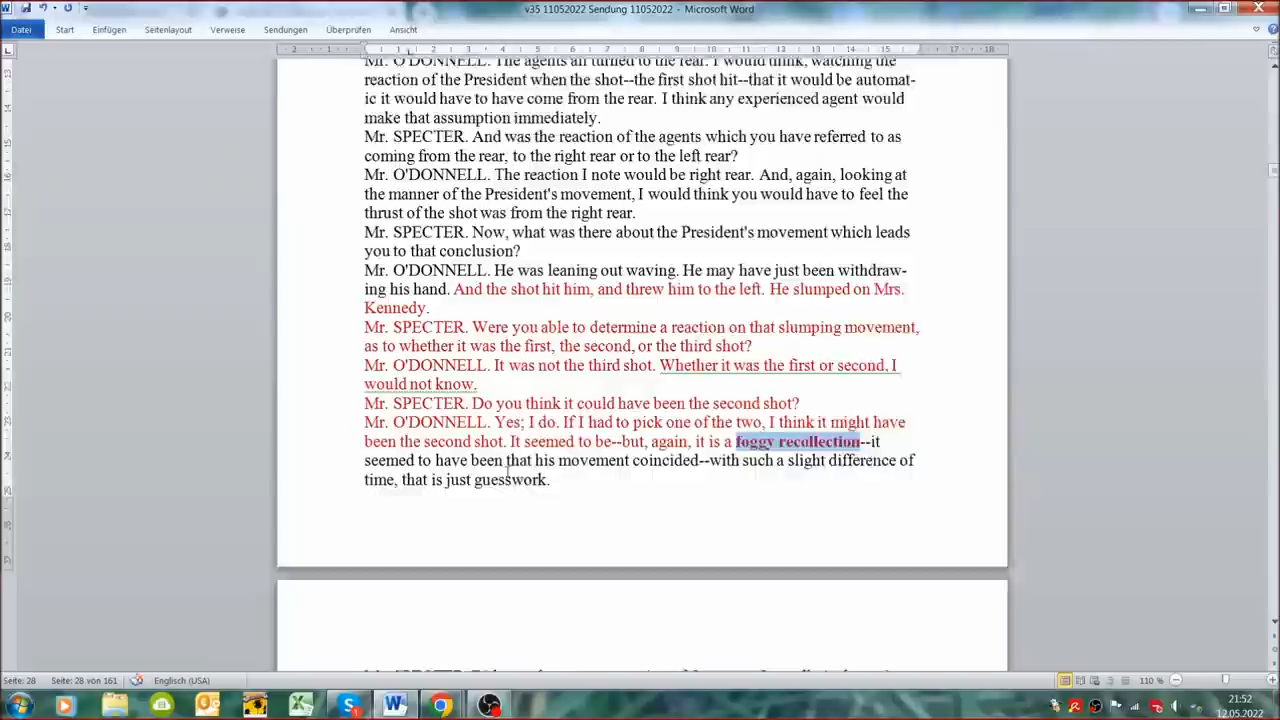 v35 11052022 Sendung 11052022 - Microsoft Word
Datei Start Einfügen Seitenlayout Verweise Sendungen Überprüfen Ansicht
Mr. O'DONNELL. The agents all turned to the rear. I would think, watching the
reaction of the President when the shot--the first shot hit--that it would be automat-
ic it would have to have come from the rear. I think any experienced agent would
make that assumption immediately.
Mr. SPECTER. And was the reaction of the agents which you have referred to as
coming from the rear, to the right rear or to the left rear?
Mr. O'DONNELL. The reaction I note would be right rear. And, again, looking at
the manner of the President's movement, I would think you would have to feel the
thrust of the shot was from the right rear.
Mr. SPECTER. Now, what was there about the President's movement which leads
you to that conclusion?
Mr. O'DONNELL. He was leaning out waving. He may have just been withdraw-
ing his hand. And the shot hit him, and threw him to the left. He slumped on Mrs.
Kennedy.
Mr. SPECTER. Were you able to determine a reaction on that slumping movement,
as to whether it was the first, the second, or the third shot?
Mr. O'DONNELL. It was not the third shot. Whether it was the first or second, I
would not know.
Mr. SPECTER. Do you think it could have been the second shot?
Mr. O'DONNELL. Yes; I do. If I had to pick one of the two, I think it might have
been the second shot. It seemed to be--but, again, it is a foggy recollection--it
seemed to have been that his movement coincided--with such a slight difference of
time, that is just guesswork.
Seite: 28 Seite: 28 von 161 Englisch (USA) 110 %
21:52
12.05.2022